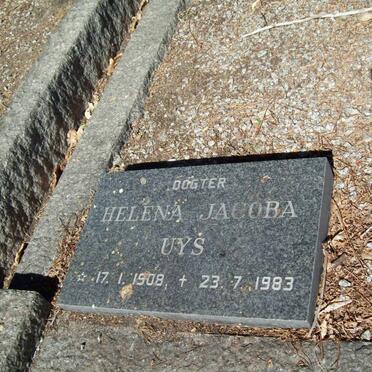 DOGTER
HELENA JACOBA
UYS
☆ 17. 1. 1908, + 23. 7. 1983